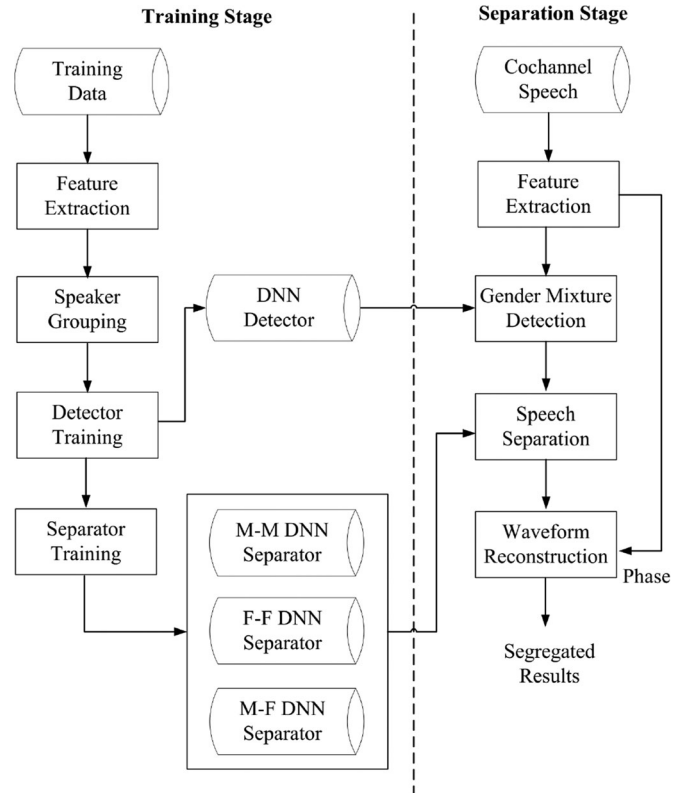 Training Stage
Separation Stage
Training
Data
Feature
Extraction
Speaker
Grouping
Detector
Training
Separator
Training
DNN
Detector
M-M DNN
Separator
F-F DNN
Separator
M-F DNN
Separator
Cochannel
Speech
Feature
Extraction
Gender Mixture
Detection
Speech
Separation
Waveform
Reconstruction
Phase
Segregated
Results